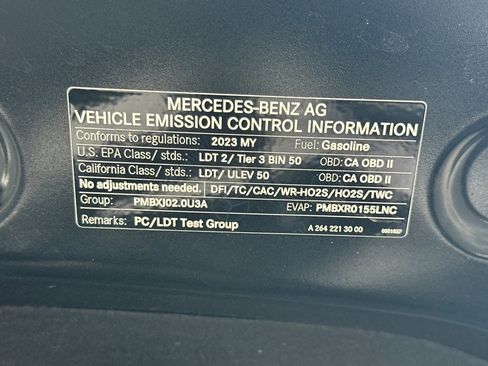 MERCEDES-BENZ AG
VEHICLE EMISSION CONTROL INFORMATION
Conforms to regulations: 2023 MY Fuel: Gasoline
U.S. EPA Class/ stds.: LDT 2/ Tier 3 BIN 50 OBD: CA OBD II
California Class/ stds.: LDT/ ULEV 50 OBD: CA OBD II
No adjustments needed. DFI/TC/CAC/WR-HO2S/HO2S/TWC
Group: PMBXJ02.0U3A EVAP: PMBXR0155LNC
Remarks: PC/LDT Test Group A 264 221 30 00